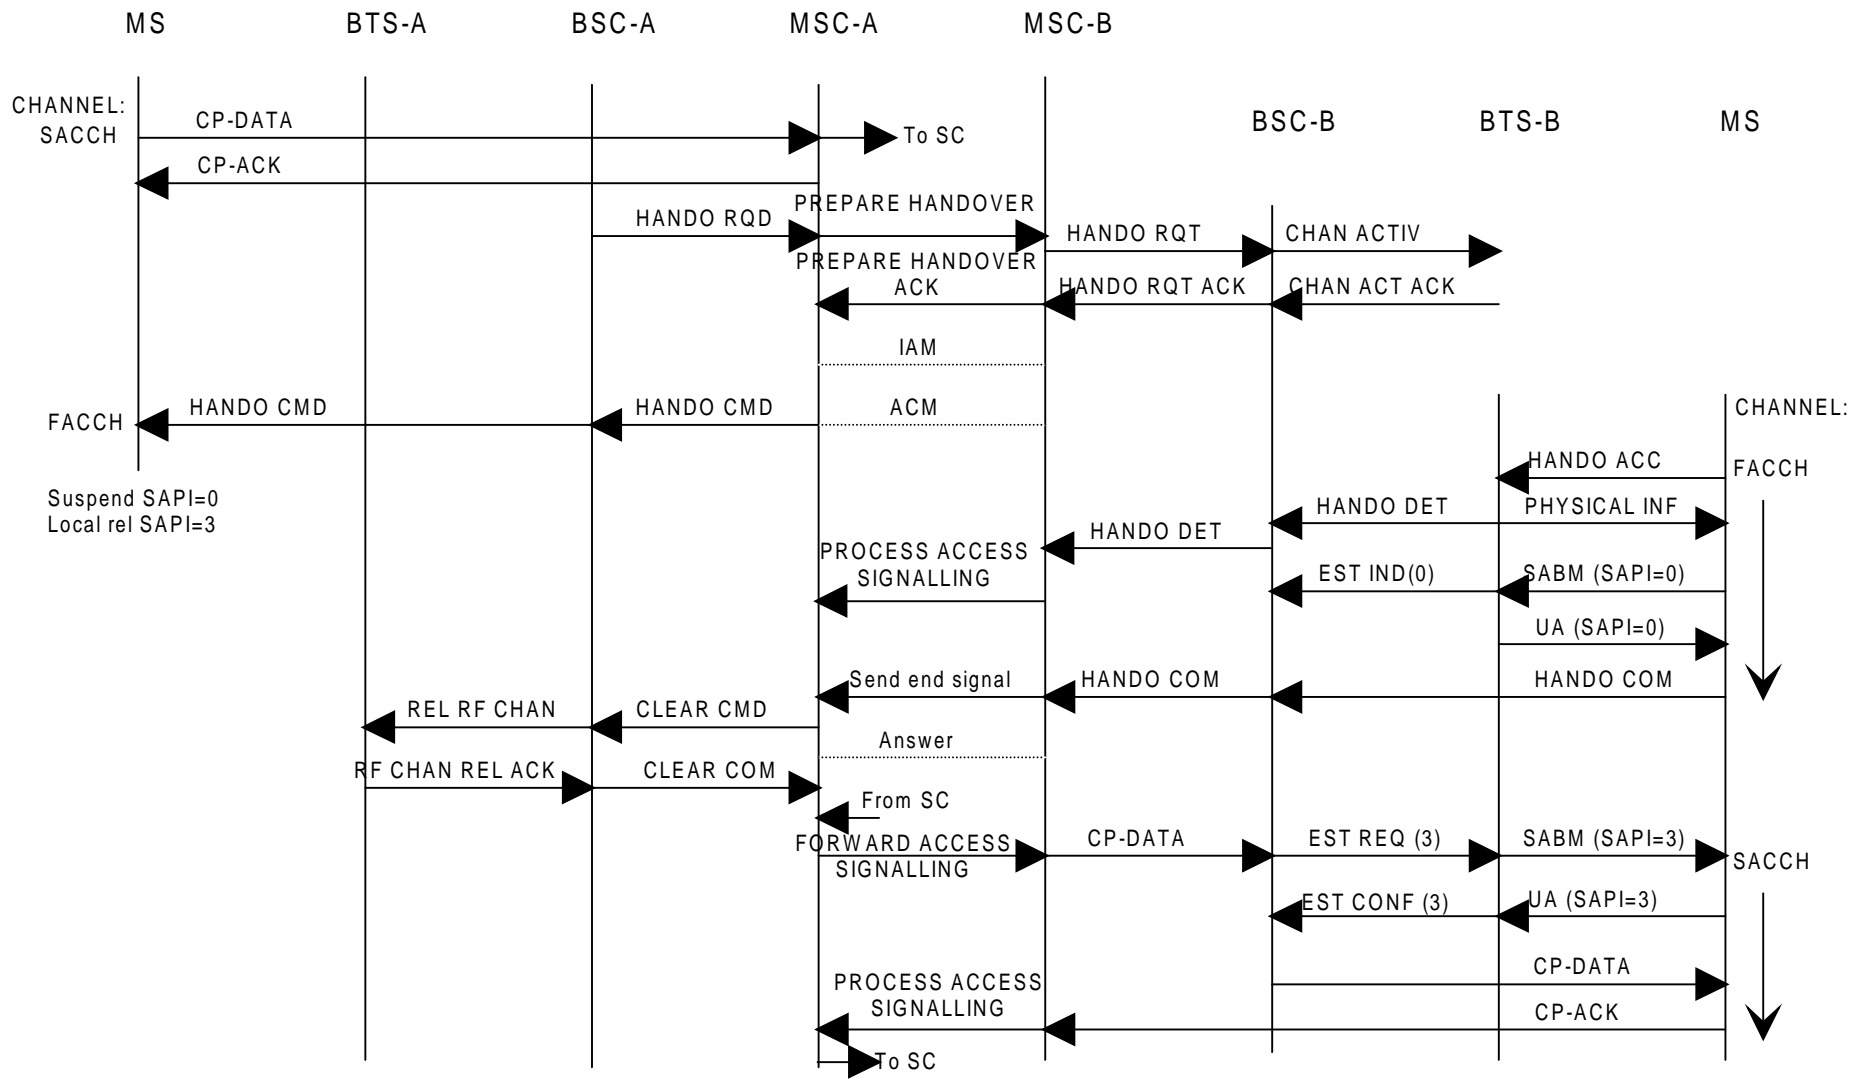 MS BTS-A BSC-A MSC-A MSC-B
BSC-B BTS-B MS
CHANNEL:
SACCH
CP-DATA
To SC
CP-ACK
PREPARE HANDOVER
HANDO RQD
HANDO RQT
CHAN ACTIV
PREPARE HANDOVER
ACK
HANDO RQT ACK
CHAN ACT ACK
IAM
FACCH
HANDO CMD
HANDO CMD
ACM
CHANNEL:
HANDO ACC
FACCH
Suspend SAPI=0
Local rel SAPI=3
HANDO DET
PHYSICAL INF
HANDO DET
PROCESS ACCESS
SIGNALLING
EST IND(0)
SABM (SAPI=0)
UA (SAPI=0)
Send end signal
HANDO COM
HANDO COM
REL RF CHAN
CLEAR CMD
Answer
RF CHAN REL ACK
CLEAR COM
From SC
FORWARD ACCESS
SIGNALLING
CP-DATA
EST REQ (3)
SABM (SAPI=3)
SACCH
EST CONF (3)
UA (SAPI=3)
CP-DATA
PROCESS ACCESS
SIGNALLING
CP-ACK
To SC